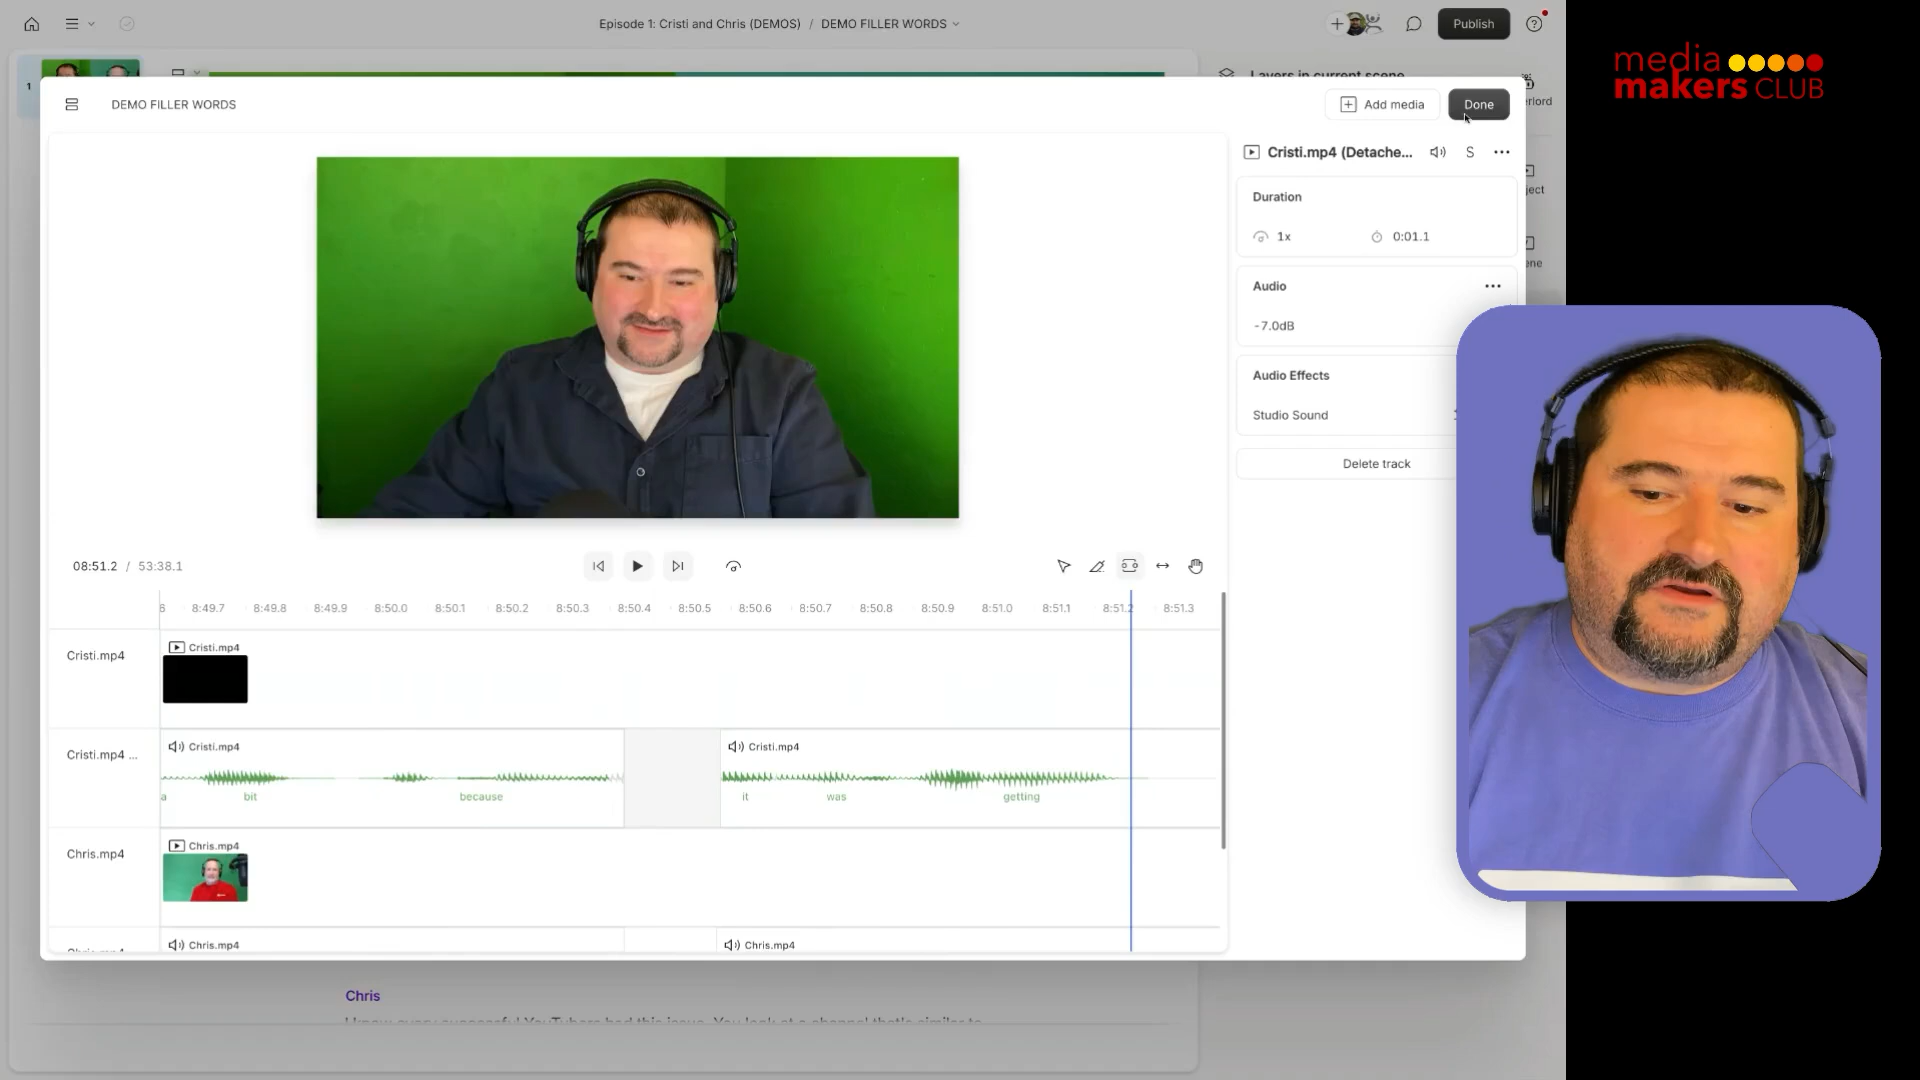 Episode 1: Cristi and Chris (DEMOS) / DEMO FILLER WORDS
Publish
media
makers CLUB
1
Layers in current scene
DEMO FILLER WORDS
Add media
Done
Cristi.mp4 (Detache...
S
Duration
1x
0:01.1
Audio
-7.0dB
Audio Effects
Studio Sound
Delete track
08:51.2 / 53:38.1
6 8:49.7 8:49.8 8:49.9 8:50.0 8:50.1 8:50.2 8:50.3 8:50.4 8:50.5 8:50.6 8:50.7 8:50.8 8:50.9 8:51.0 8:51.1 8:51.2 8:51.3
Cristi.mp4
Cristi.mp4
Cristi.mp4 ...
Cristi.mp4
Cristi.mp4
a bit because it was getting
Chris.mp4
Chris.mp4
Chris.mp4
Chris.mp4
Chris